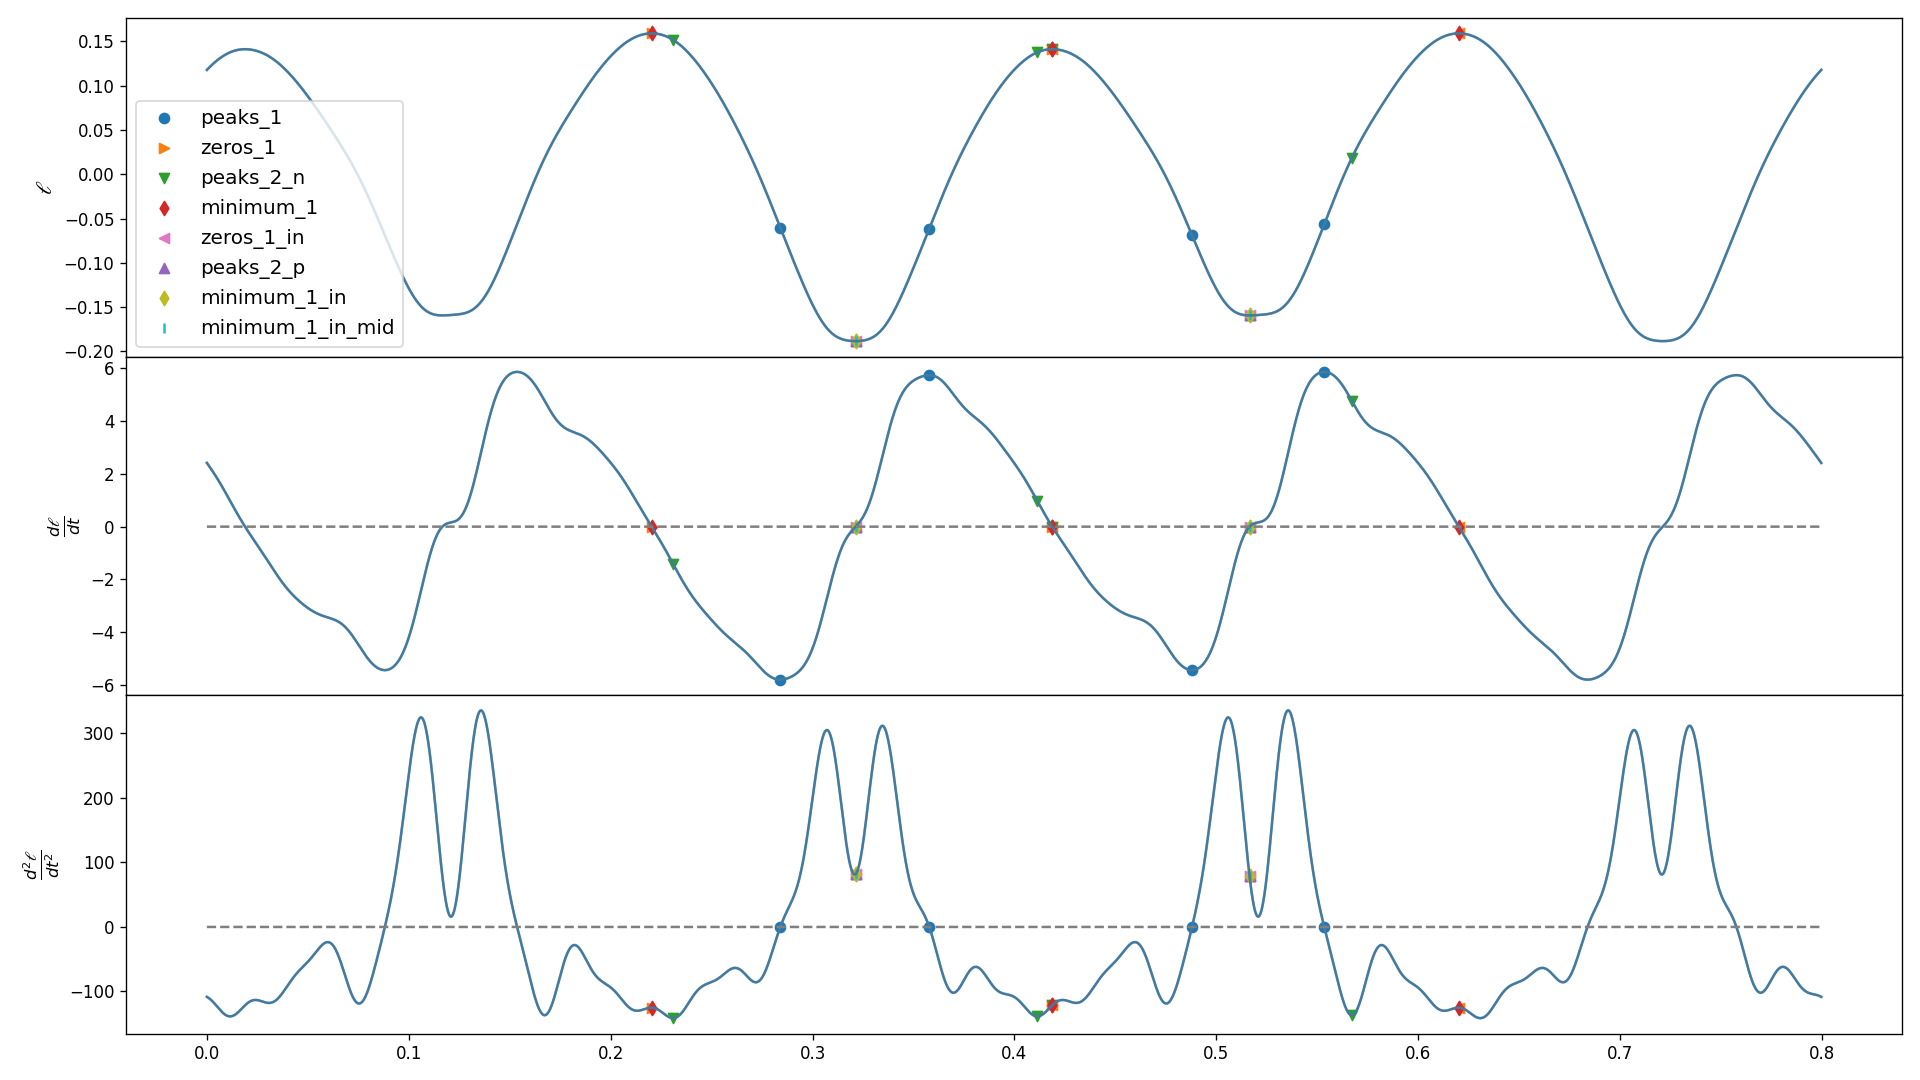 0.15
0.10
0.05
0.00
−0.05
−0.10
−0.15
−0.20
ℓ
peaks_1
zeros_1
peaks_2_n
minimum_1
zeros_1_in
peaks_2_p
minimum_1_in
minimum_1_in_mid
6
4
2
0
−2
−4
−6
dℓ
dt
300
200
100
0
−100
d²ℓ
dt²
0.0 0.1 0.2 0.3 0.4 0.5 0.6 0.7 0.8